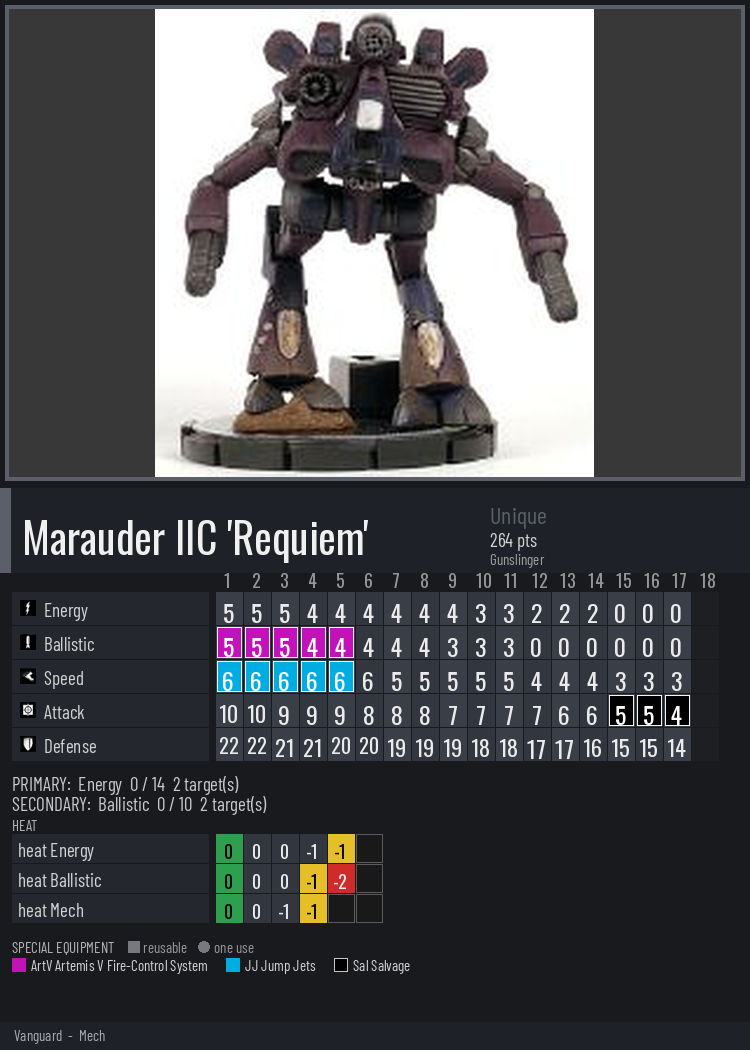 Marauder IIC 'Requiem'
Unique
264 pts
Gunslinger
1 2 3 4 5 6 7 8 9 10 11 12 13 14 15 16 17 18
Energy 5 5 5 4 4 4 4 4 4 3 3 2 2 2 0 0 0
Ballistic 5 5 5 4 4 4 4 4 3 3 3 0 0 0 0 0 0
Speed 6 6 6 6 6 6 5 5 5 5 5 4 4 4 3 3 3
Attack 10 10 9 9 9 8 8 8 7 7 7 7 6 6 5 5 4
Defense 22 22 21 21 20 20 19 19 19 18 18 17 17 16 15 15 14
PRIMARY: Energy 0 / 14 2 target(s)
SECONDARY: Ballistic 0 / 10 2 target(s)
HEAT
heat Energy 0 0 0 -1 -1
heat Ballistic 0 0 0 -1 -2
heat Mech 0 0 -1 -1
SPECIAL EQUIPMENT reusable one use
ArtV Artemis V Fire-Control System JJ Jump Jets Sal Salvage
Vanguard - Mech